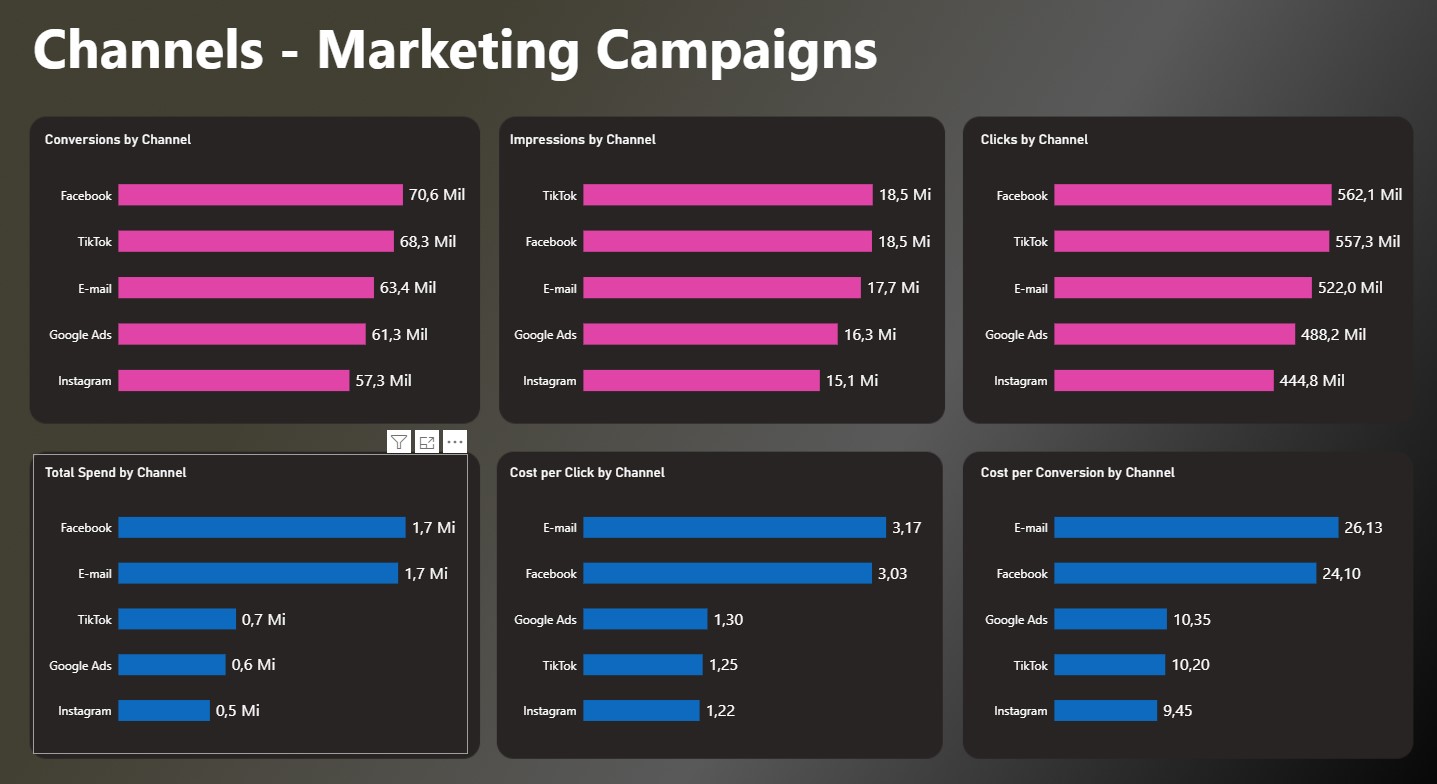 Channels - Marketing Campaigns
Conversions by Channel
Facebook 70,6 Mil
TikTok 68,3 Mil
E-mail 63,4 Mil
Google Ads 61,3 Mil
Instagram 57,3 Mil
Impressions by Channel
TikTok 18,5 Mi
Facebook 18,5 Mi
E-mail 17,7 Mi
Google Ads 16,3 Mi
Instagram 15,1 Mi
Clicks by Channel
Facebook 562,1 Mil
TikTok 557,3 Mil
E-mail 522,0 Mil
Google Ads 488,2 Mil
Instagram 444,8 Mil
Total Spend by Channel
Facebook 1,7 Mi
E-mail 1,7 Mi
TikTok 0,7 Mi
Google Ads 0,6 Mi
Instagram 0,5 Mi
Cost per Click by Channel
E-mail 3,17
Facebook 3,03
Google Ads 1,30
TikTok 1,25
Instagram 1,22
Cost per Conversion by Channel
E-mail 26,13
Facebook 24,10
Google Ads 10,35
TikTok 10,20
Instagram 9,45